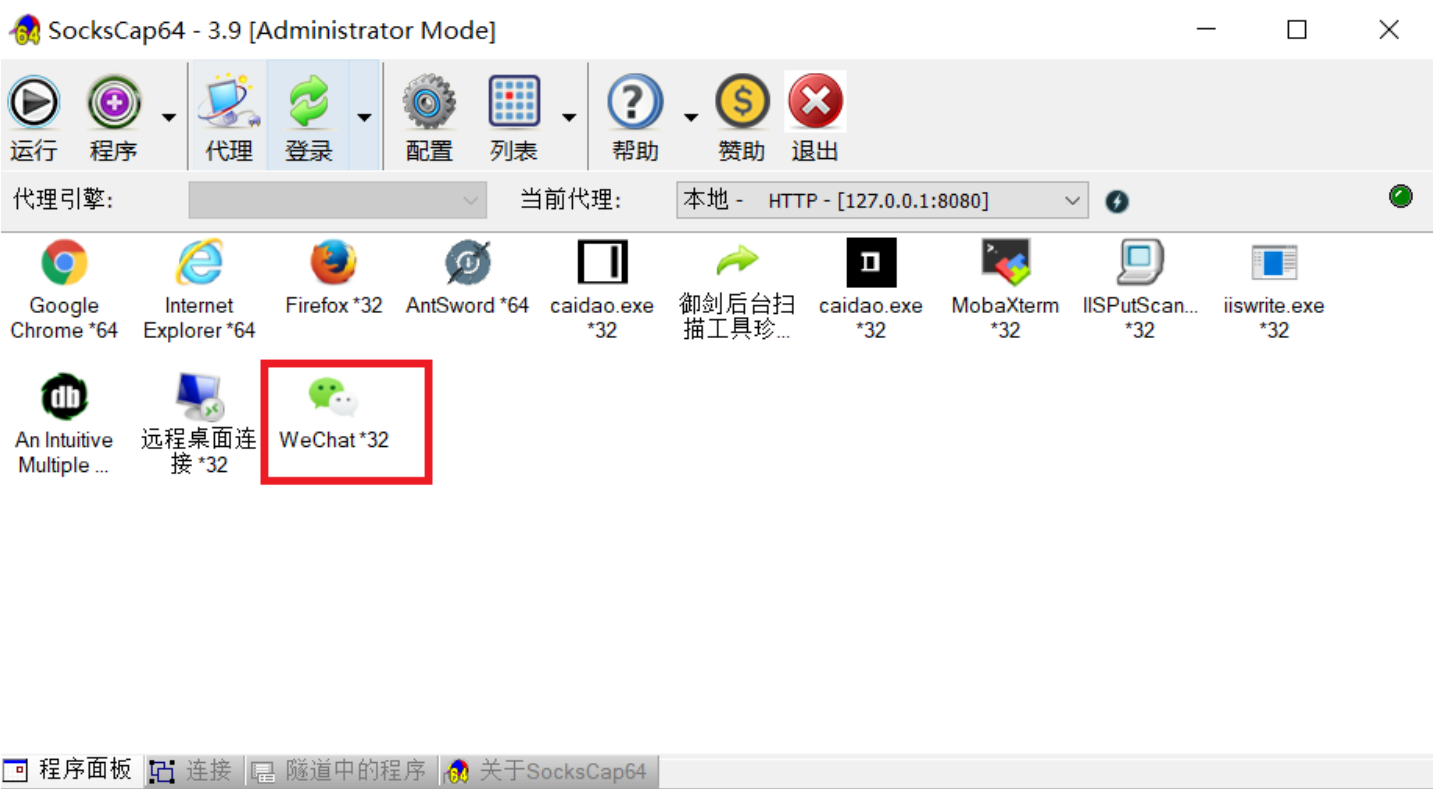 SocksCap64 - 3.9 [Administrator Mode]
运行 程序 代理 登录 配置 列表 帮助 赞助 退出
代理引擎: 当前代理: 本地 - HTTP - [127.0.0.1:8080]
Google Chrome *64
Internet Explorer *64
Firefox *32
AntSword *64
caidao.exe *32
御剑后台扫描工具珍...
caidao.exe *32
MobaXterm *32
IISPutScan... *32
iiswrite.exe *32
An Intuitive Multiple ...
远程桌面连接 *32
WeChat *32
程序面板 连接 隧道中的程序 关于SocksCap64